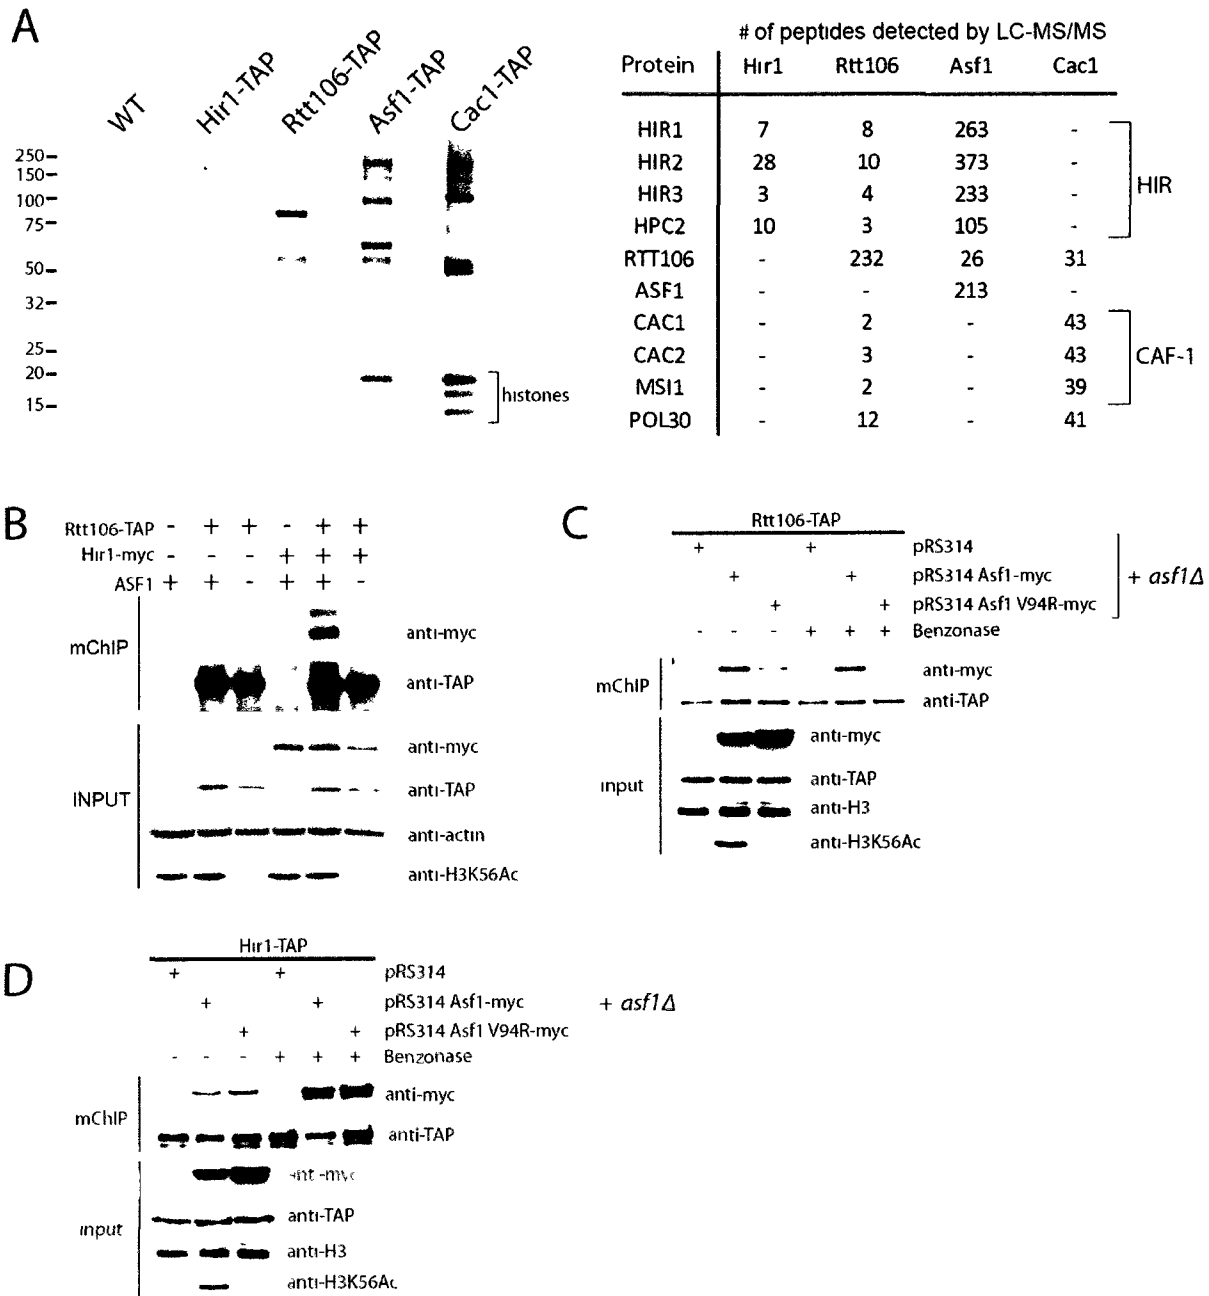 A
WT
Hir1-TAP
Rtt106-TAP
Asf1-TAP
Cac1-TAP
250
150
100
75
50
32
25
20
15
histones
# of peptides detected by LC-MS/MS
Protein Hir1 Rtt106 Asf1 Cac1
HIR1 7 8 263 -
HIR2 28 10 373 -
HIR3 3 4 233 -
HPC2 10 3 105 -
RTT106 - 232 26 31
ASF1 - - 213 -
CAC1 - 2 - 43
CAC2 - 3 - 43
MSI1 - 2 - 39
POL30 - 12 - 41
HIR
CAF-1
B
Rtt106-TAP - + + - + +
Hir1-myc - - - + + +
ASF1 + + - + + -
mChIP
anti-myc
anti-TAP
INPUT
anti-myc
anti-TAP
anti-actin
anti-H3K56Ac
C
Rtt106-TAP
+ + pRS314
+ + pRS314 Asf1-myc
+ + pRS314 Asf1 V94R-myc
- - - + + + Benzonase
+ asf1Δ
mChIP
anti-myc
anti-TAP
input
anti-myc
anti-TAP
anti-H3
anti-H3K56Ac
D
Hir1-TAP
+ + pRS314
+ + pRS314 Asf1-myc
+ + pRS314 Asf1 V94R-myc
- - - + + + Benzonase
+ asf1Δ
mChIP
anti-myc
anti-TAP
input
anti-myc
anti-TAP
anti-H3
anti-H3K56Ac